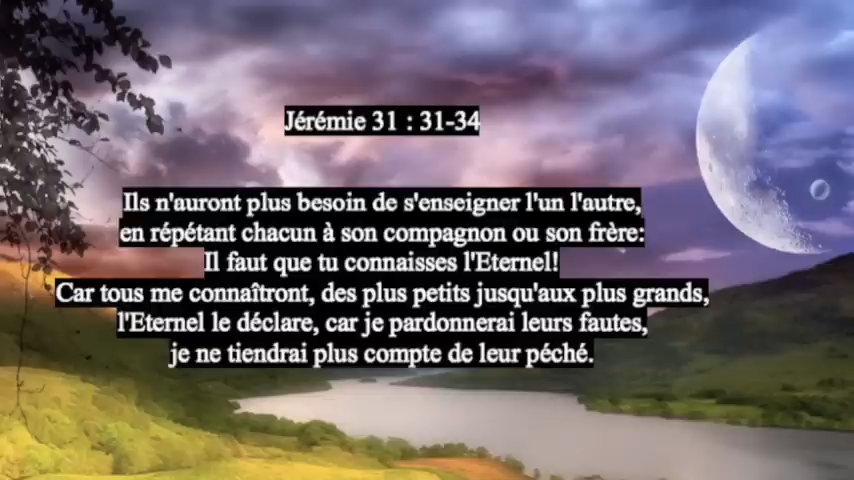 Jérémie 31 : 31-34
Ils n'auront plus besoin de s'enseigner l'un l'autre,
en répétant chacun à son compagnon ou son frère:
Il faut que tu connaisses l'Eternel!
Car tous me connaîtront, des plus petits jusqu'aux plus grands,
l'Eternel le déclare, car je pardonnerai leurs fautes,
je ne tiendrai plus compte de leur péché.